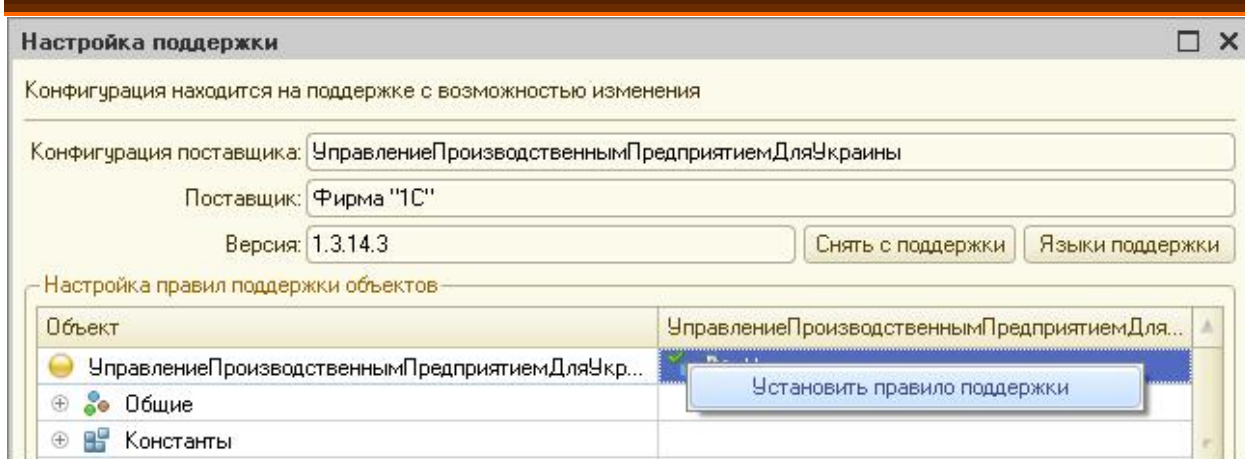 Настройка поддержки
Конфигурация находится на поддержке с возможностью изменения
Конфигурация поставщика: УправлениеПроизводственнымПредприятиемДляУкраины
Поставщик: Фирма "1С"
Версия: 1.3.14.3 Снять с поддержки Языки поддержки
Настройка правил поддержки объектов
Объект УправлениеПроизводственнымПредприятиемДля...
УправлениеПроизводственнымПредприятиемДляУкр...
Установить правило поддержки
Общие
Константы